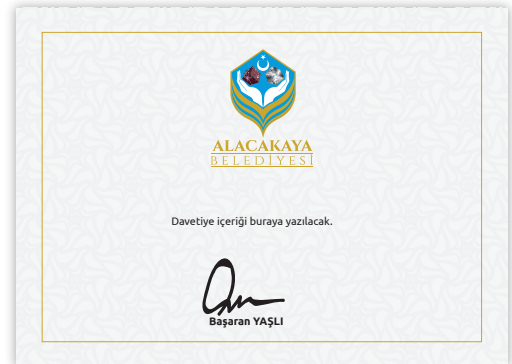 ALACAKAYA
BELEDİYESİ
Davetiye içeriği buraya yazılacak.
Başaran YAŞLI